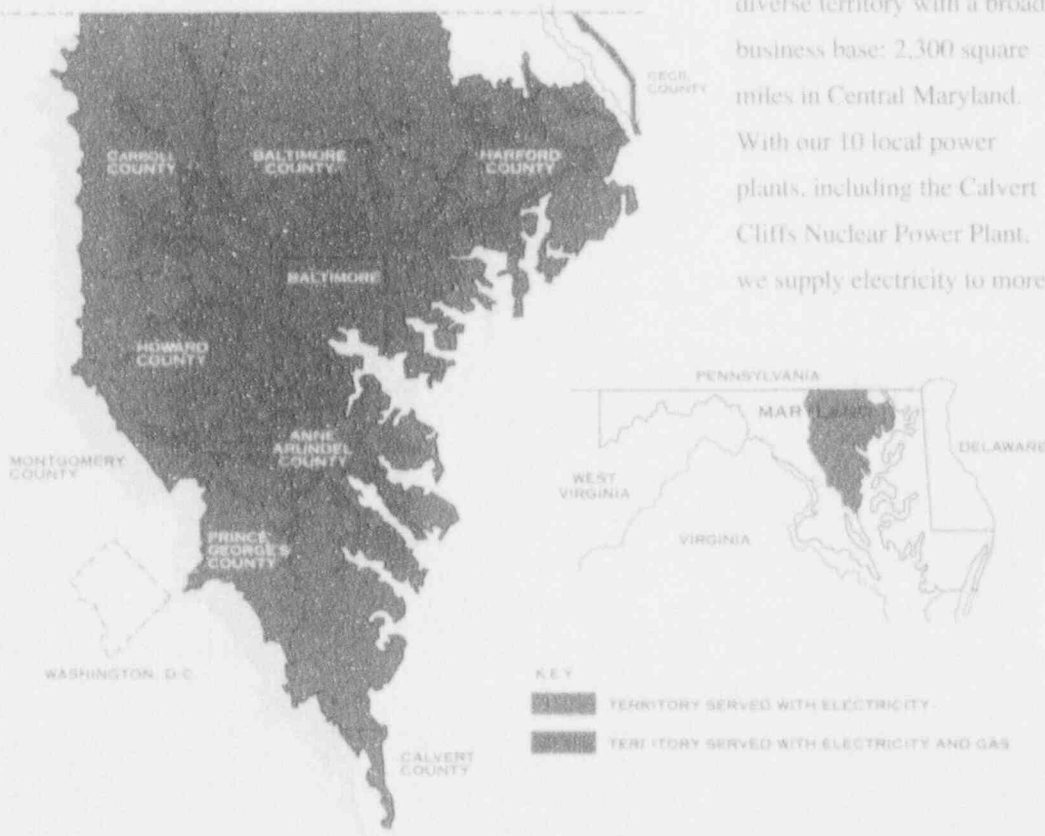 diverse territory with a broad
business base: 2,300 square
miles in Central Maryland.
With our 10 local power
plants, including the Calvert
Cliffs Nuclear Power Plant,
we supply electricity to more
CECIL
COUNTY
CARROLL
COUNTY
BALTIMORE
COUNTY
HARFORD
COUNTY
BALTIMORE
HOWARD
COUNTY
ANNE
ARUNDEL
COUNTY
MONTGOMERY
COUNTY
PRINCE
GEORGE'S
COUNTY
WASHINGTON, D.C.
CALVERT
COUNTY
PENNSYLVANIA
MARYLAND
DELAWARE
WEST
VIRGINIA
VIRGINIA
KEY
TERRITORY SERVED WITH ELECTRICITY
TERRITORY SERVED WITH ELECTRICITY AND GAS